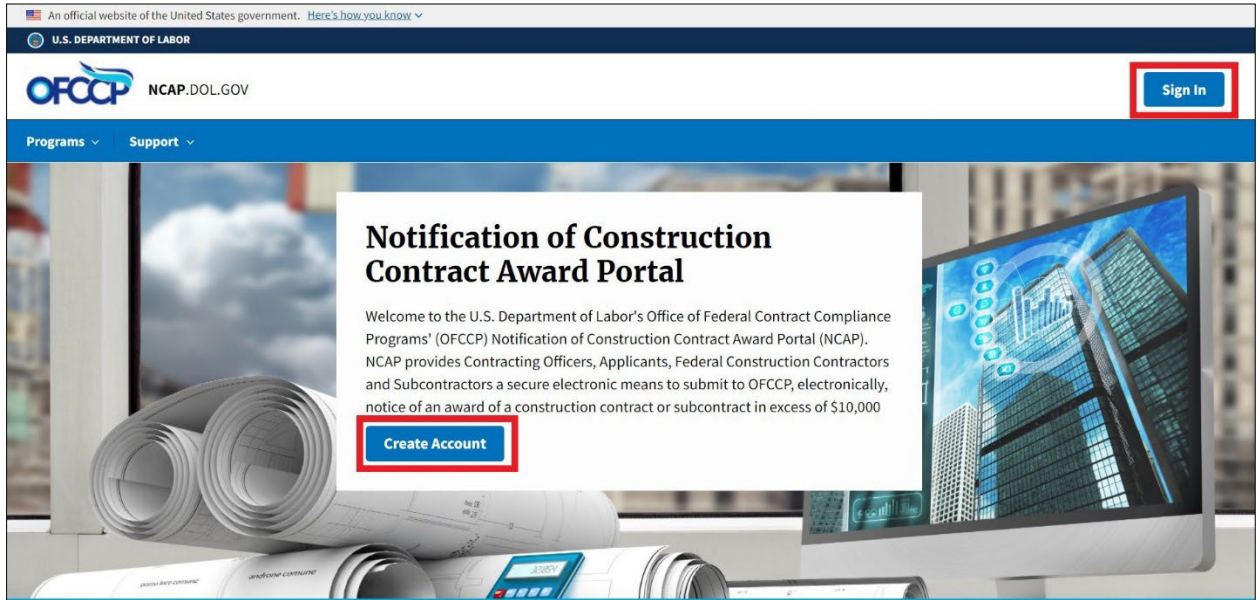 An official website of the United States government. Here's how you know
U.S. DEPARTMENT OF LABOR
OFCCP NCAP.DOL.GOV
Sign In
Programs Support
Notification of Construction
Contract Award Portal
Welcome to the U.S. Department of Labor's Office of Federal Contract Compliance
Programs' (OFCCP) Notification of Construction Contract Award Portal (NCAP).
NCAP provides Contracting Officers, Applicants, Federal Construction Contractors
and Subcontractors a secure electronic means to submit to OFCCP, electronically,
notice of an award of a construction contract or subcontract in excess of $10,000
Create Account
androne comune